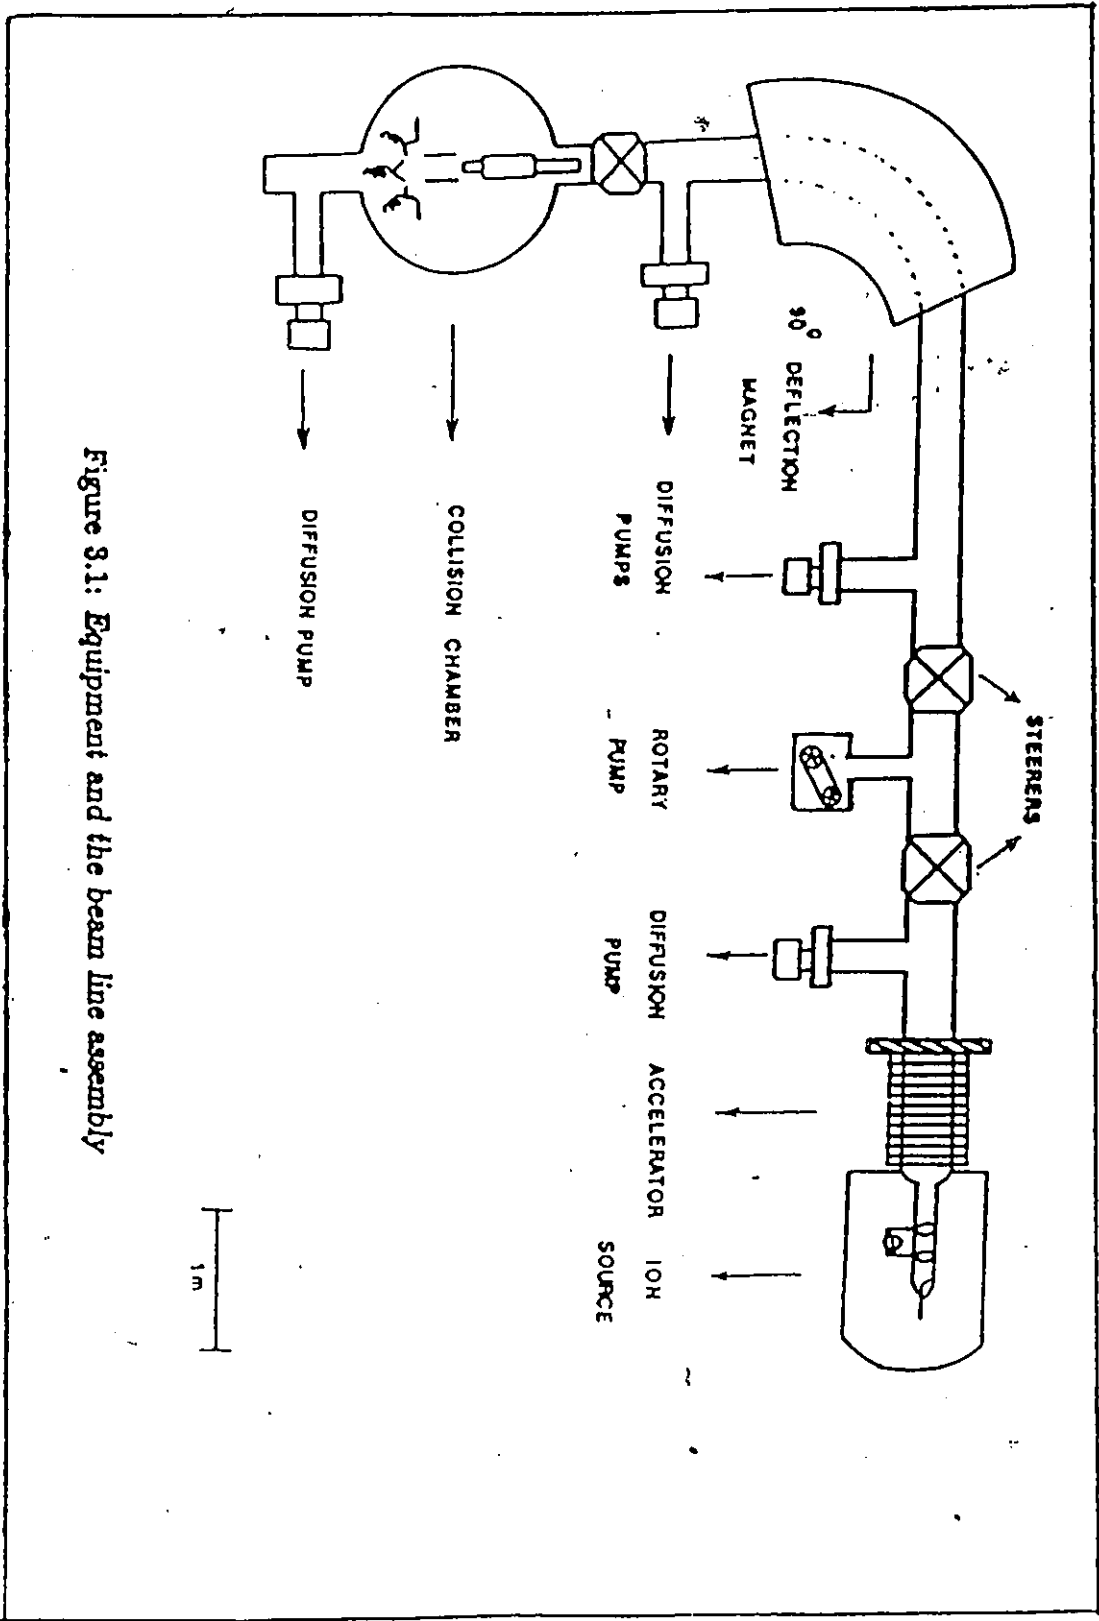 STEERERS
90° DEFLECTION
MAGNET
DIFFUSION
PUMPS
ROTARY
PUMP
DIFFUSION
PUMP
ACCELERATOR
ION
SOURCE
COLLISION CHAMBER
DIFFUSION PUMP
1m
Figure 3.1: Equipment and the beam line assembly